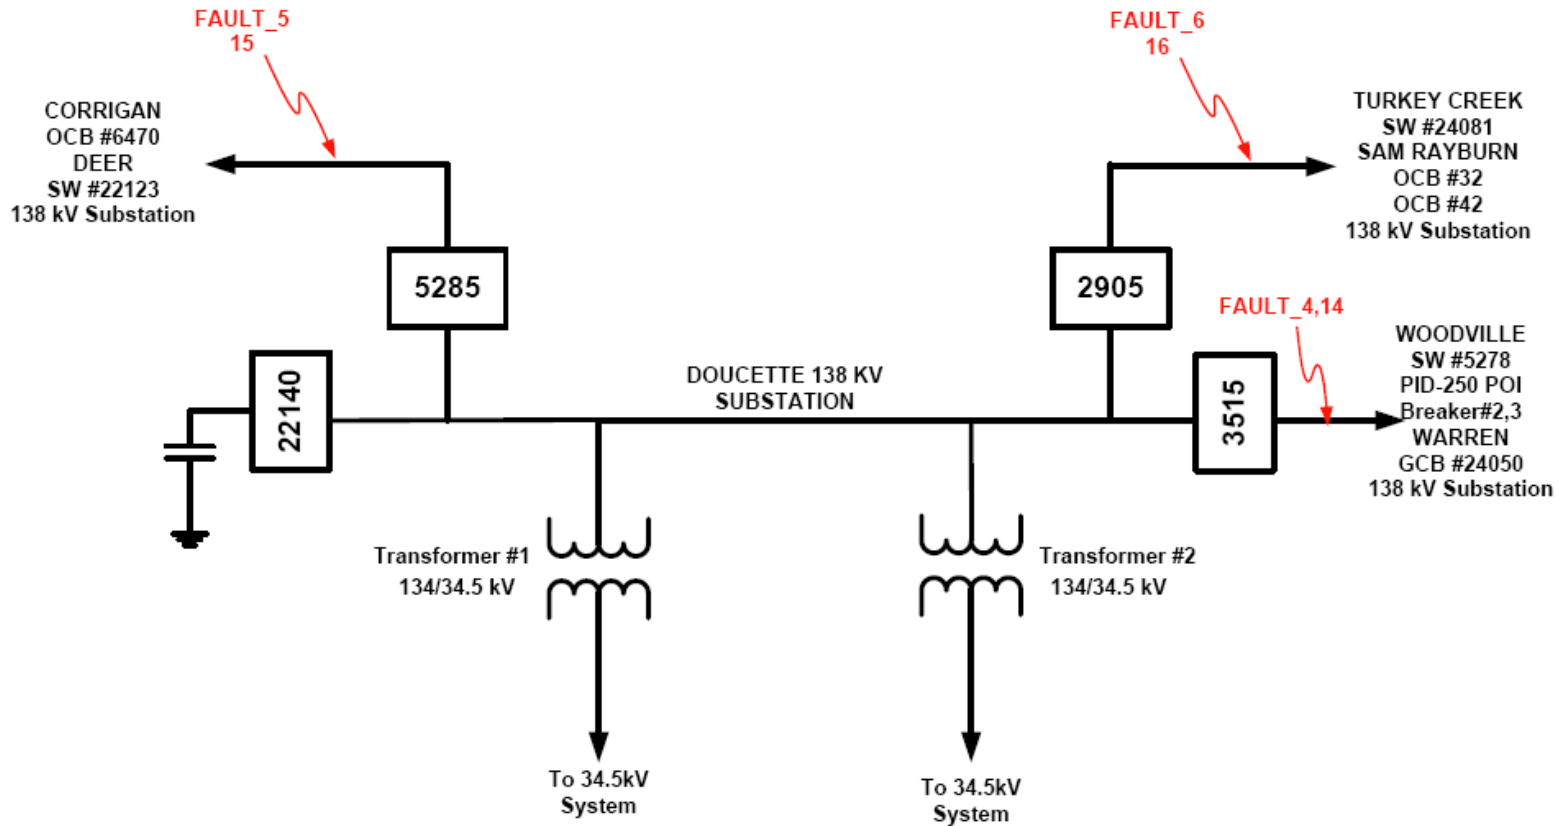 FAULT_5
15
FAULT_6
16
CORRIGAN
OCB #6470
DEER
SW #22123
138 kV Substation
TURKEY CREEK
SW #24081
SAM RAYBURN
OCB #32
OCB #42
138 kV Substation
5285
2905
FAULT_4,14
WOODVILLE
SW #5278
PID-250 POI
Breaker#2,3
WARREN
GCB #24050
138 kV Substation
22140
DOUCETTE 138 KV
SUBSTATION
3515
Transformer #1
134/34.5 kV
Transformer #2
134/34.5 kV
To 34.5kV
System
To 34.5kV
System